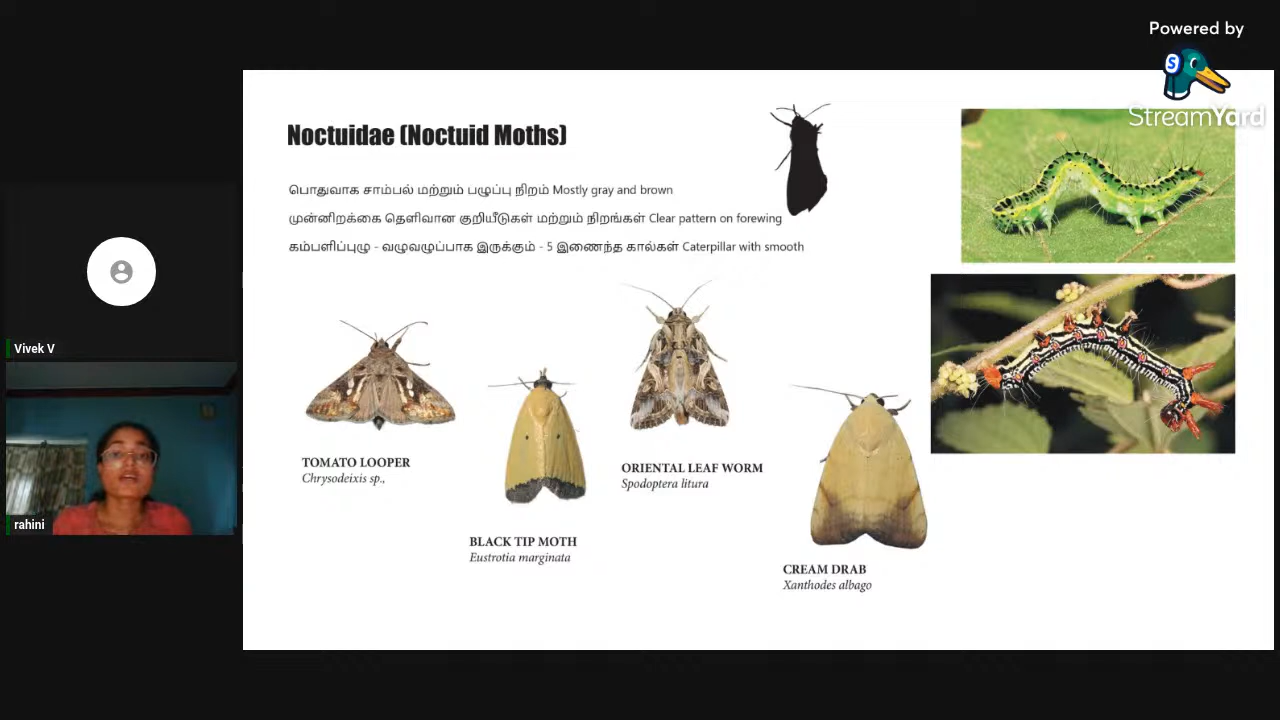 Powered by
StreamYard
Noctuidae (Noctuid Moths)
பொதுவாக சாம்பல் மற்றும் பழுப்பு நிறம் Mostly gray and brown
முன்னிறக்கை தெளிவான குறியீடுகள் மற்றும் நிறங்கள் Clear pattern on forewing
கம்பளிப்புழு - வழுவழுப்பாக இருக்கும் - 5 இணைந்த கால்கள் Caterpillar with smooth
TOMATO LOOPER
Chrysodeixis sp.,
BLACK TIP MOTH
Eustrotia marginata
ORIENTAL LEAF WORM
Spodoptera litura
CREAM DRAB
Xanthodes albago
Vivek V
rahini